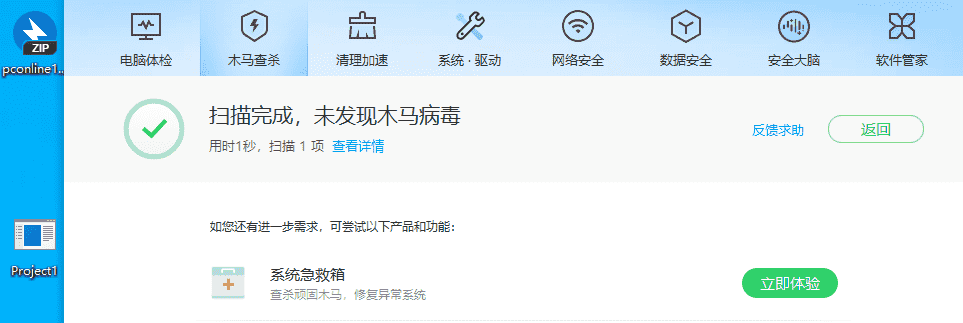 ZIP
pconline1...
Project1
电脑体检
木马查杀
清理加速
系统·驱动
网络安全
数据安全
安全大脑
软件管家
扫描完成，未发现木马病毒
用时1秒，扫描 1 项 查看详情
反馈求助
返回
如您还有进一步需求，可尝试以下产品和功能：
系统急救箱
查杀顽固木马，修复异常系统
立即体验